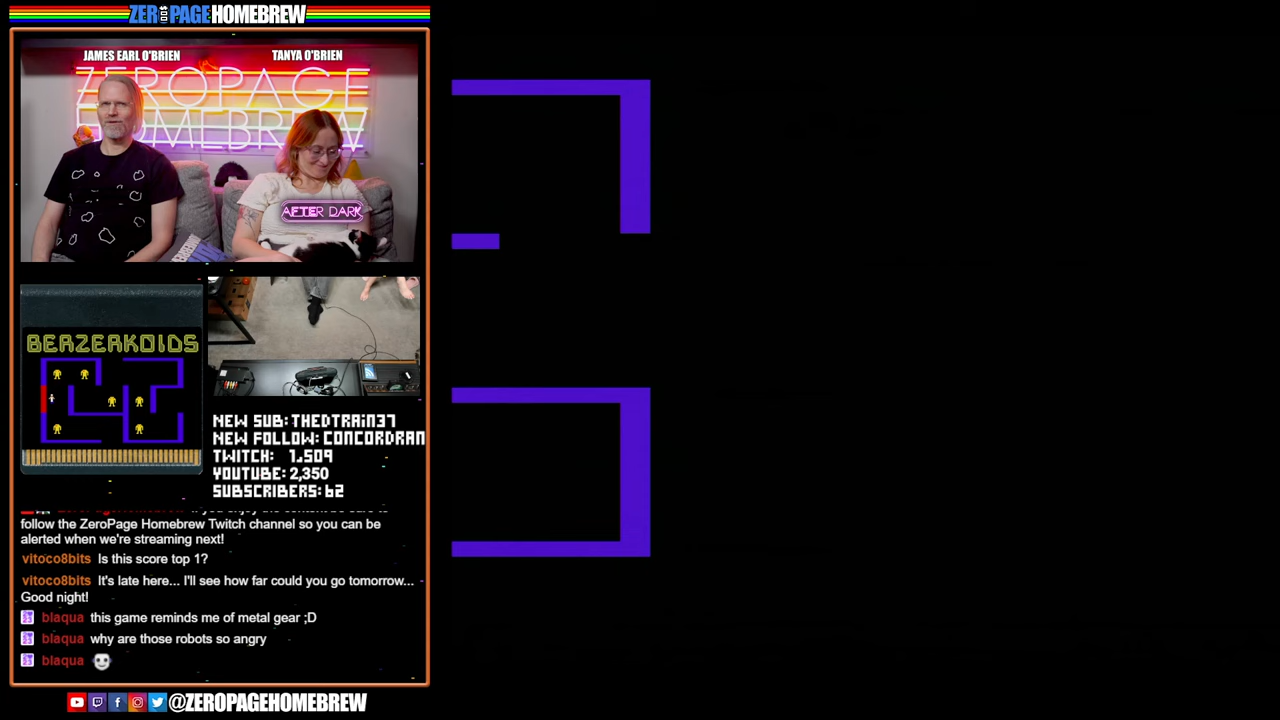 ZEROPAGE HOMEBREW
JAMES EARL O'BRIEN
TANYA O'BRIEN
ZEROPAGE
HOMEBREW
AFTER DARK
BERZERKOIDS
NEW SUB: THEDTRAIN37
NEW FOLLOW: CONCORDRAN
TWITCH: 1,509
YOUTUBE: 2,350
SUBSCRIBERS: 62
follow the ZeroPage Homebrew Twitch channel so you can be
alerted when we're streaming next!
vitoco8bits Is this score top 1?
vitoco8bits It's late here... I'll see how far could you go tomorrow...
Good night!
blaqua this game reminds me of metal gear ;D
blaqua why are those robots so angry
blaqua
@ZEROPAGEHOMEBREW